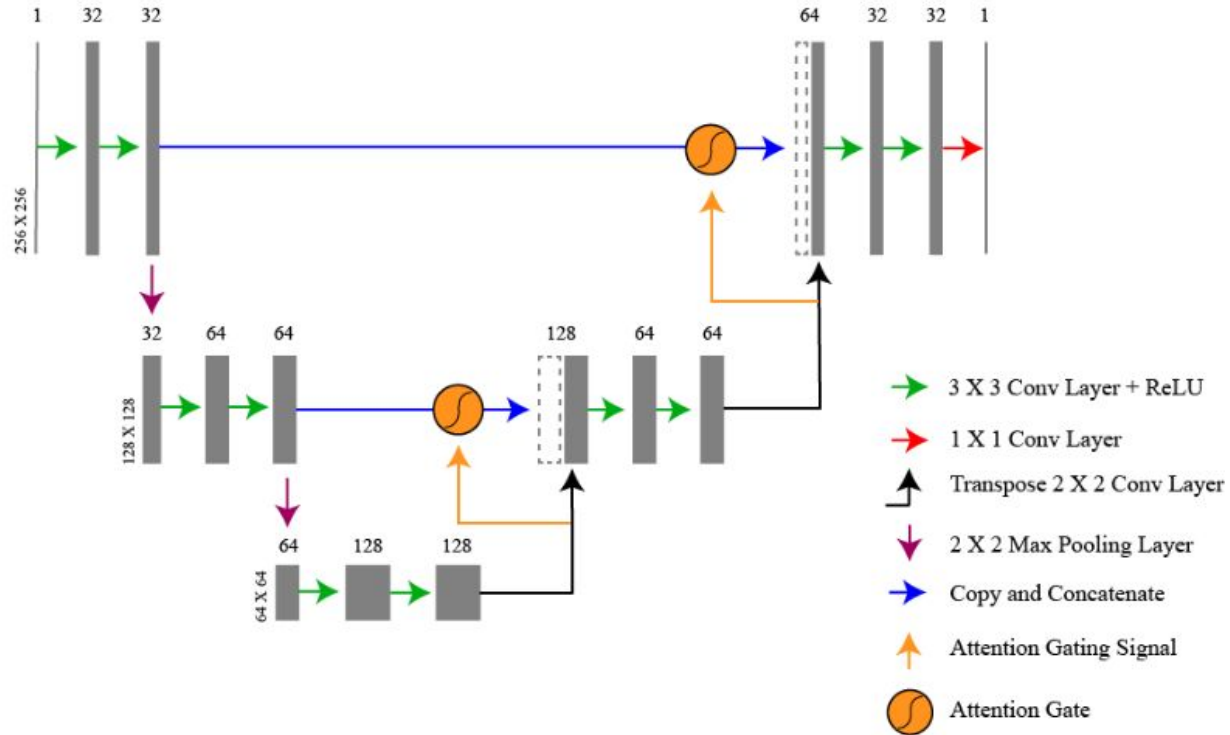 1 32 32 64 32 32 1
256 X 256
32 64 64 128 64 64
128 X 128
64 128 128
64 X 64
3 X 3 Conv Layer + ReLU
1 X 1 Conv Layer
Transpose 2 X 2 Conv Layer
2 X 2 Max Pooling Layer
Copy and Concatenate
Attention Gating Signal
Attention Gate